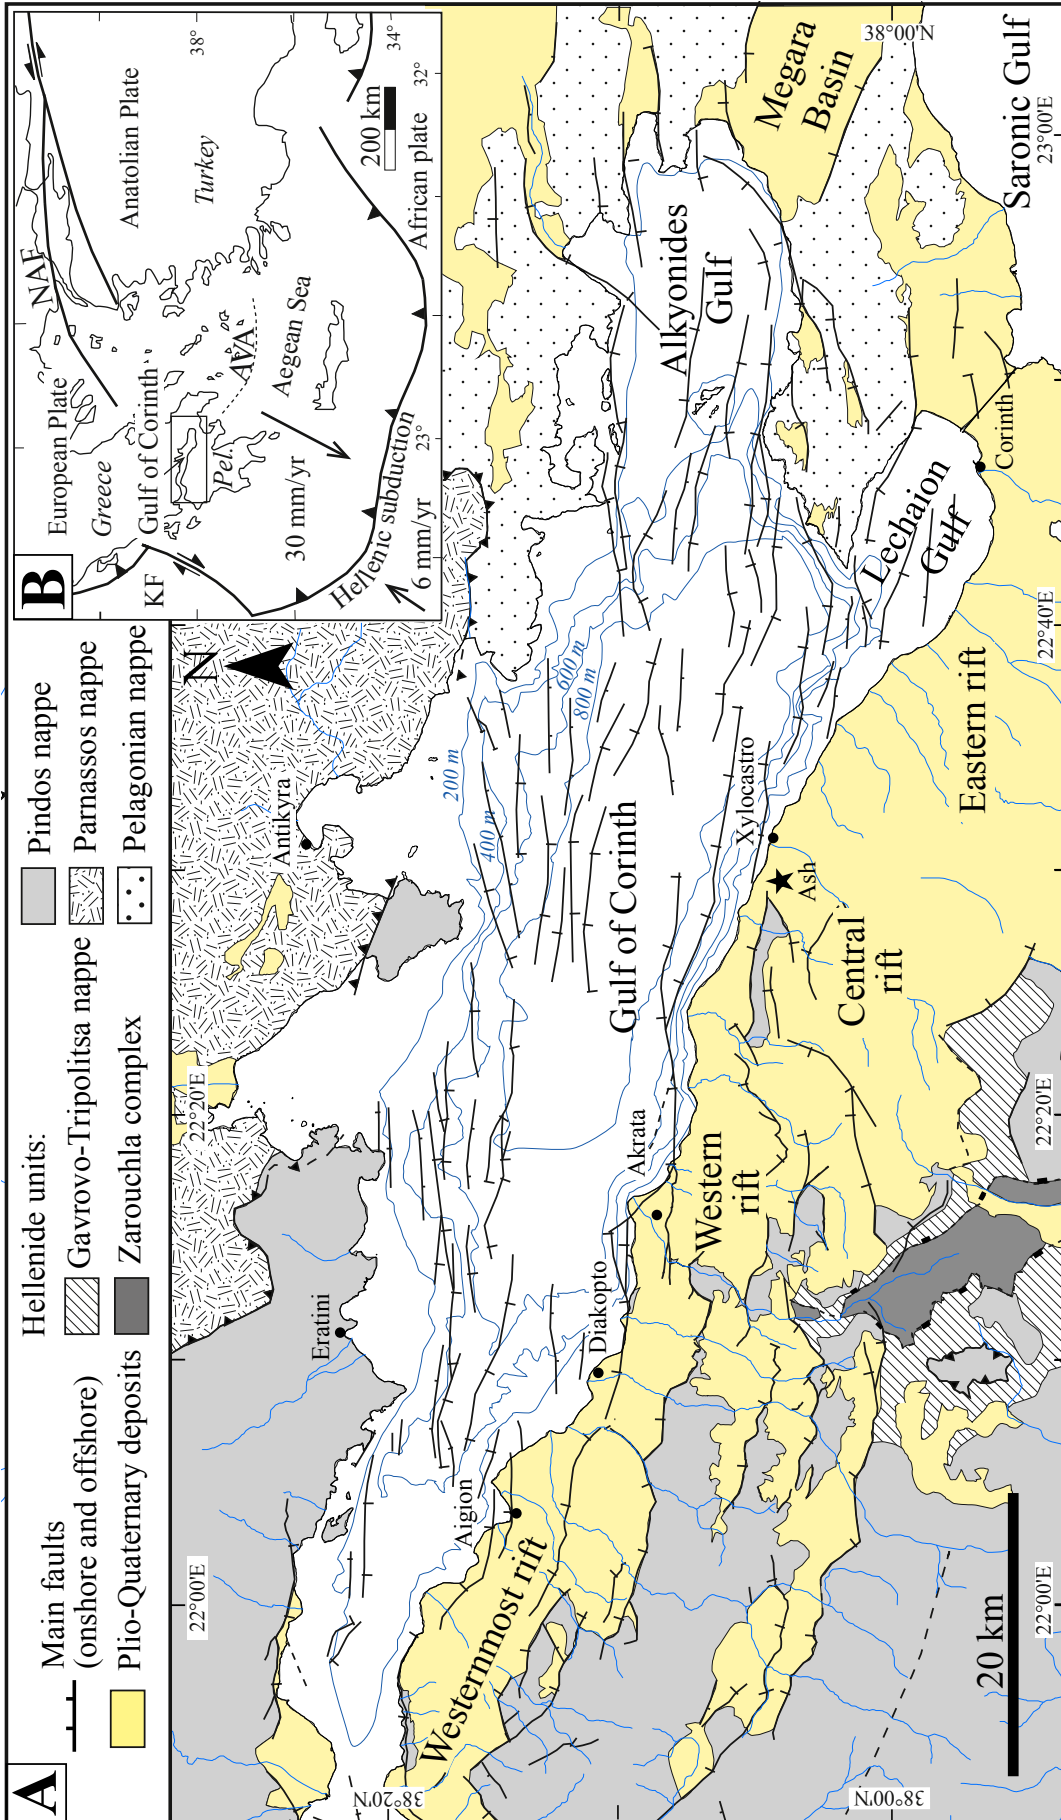 A
Main faults
(onshore and offshore)
Plio-Quaternary deposits
Hellenide units:
Gavrovo-Tripolitsa nappe
Zarouchla complex
Pindos nappe
Parnassos nappe
Pelagonian nappe
B
European Plate
Greece
Gulf of Corinth
Pel.
KF
NAF
Anatolian Plate
Turkey
AVA
Aegean Sea
30 mm/yr
Hellenic subduction
6 mm/yr
African plate
200 km
38°
34°
23°
32°
N
22°00'E
22°20'E
38°20'N
38°00'N
Eratini
Antikyra
200 m
400 m
600 m
800 m
Aigion
Diakopto
Akrata
Xylocastro
Ash
Gulf of Corinth
Alkyonides
Gulf
Lechaion
Gulf
Megara
Basin
Saronic Gulf
Corinth
Westernmost rift
Western
rift
Central
rift
Eastern rift
20 km
38°00'N
22°00'E
22°20'E
22°40'E
23°00'E